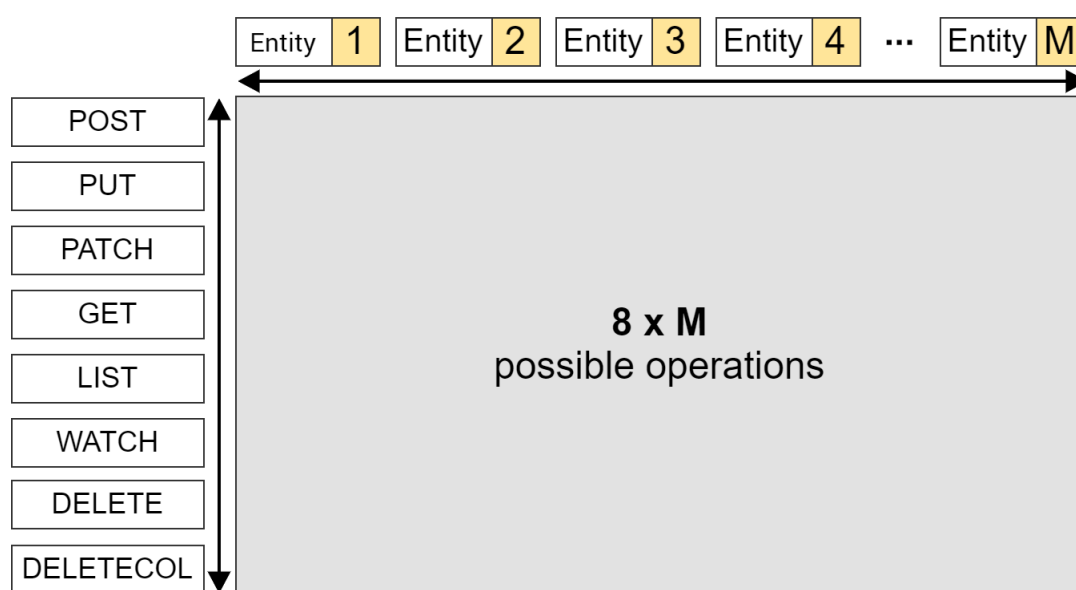 Entity 1 Entity 2 Entity 3 Entity 4 ... Entity M
POST
PUT
PATCH
GET
LIST
WATCH
DELETE
DELETECOL
8 x M
possible operations